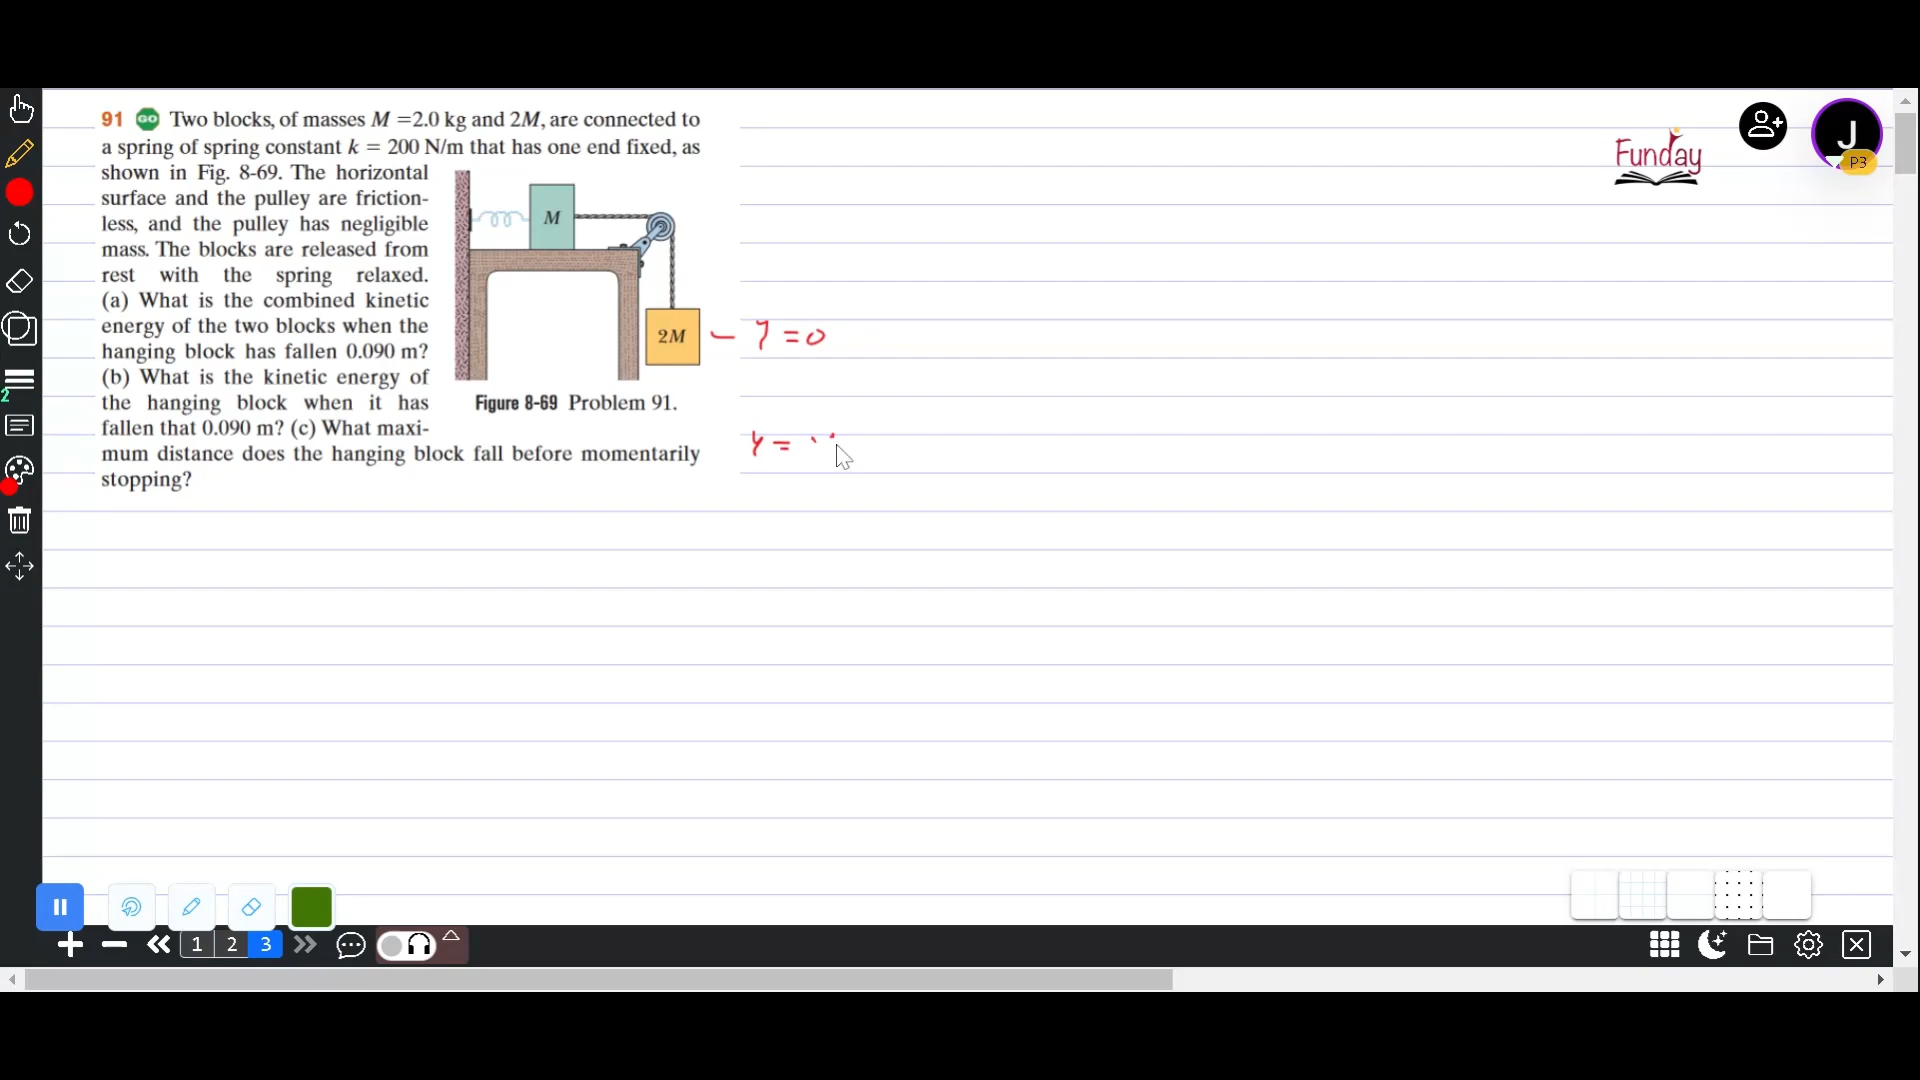 91 GO Two blocks, of masses M =2.0 kg and 2M, are connected to
a spring of spring constant k = 200 N/m that has one end fixed, as
shown in Fig. 8-69. The horizontal
surface and the pulley are friction-
less, and the pulley has negligible
mass. The blocks are released from
rest with the spring relaxed.
(a) What is the combined kinetic
energy of the two blocks when the
hanging block has fallen 0.090 m?
(b) What is the kinetic energy of
the hanging block when it has
fallen that 0.090 m? (c) What maxi-
mum distance does the hanging block fall before momentarily
stopping?
M
2M
Figure 8-69 Problem 91.
– y = 0
y =
Funday
J
P3
2
1 2 3